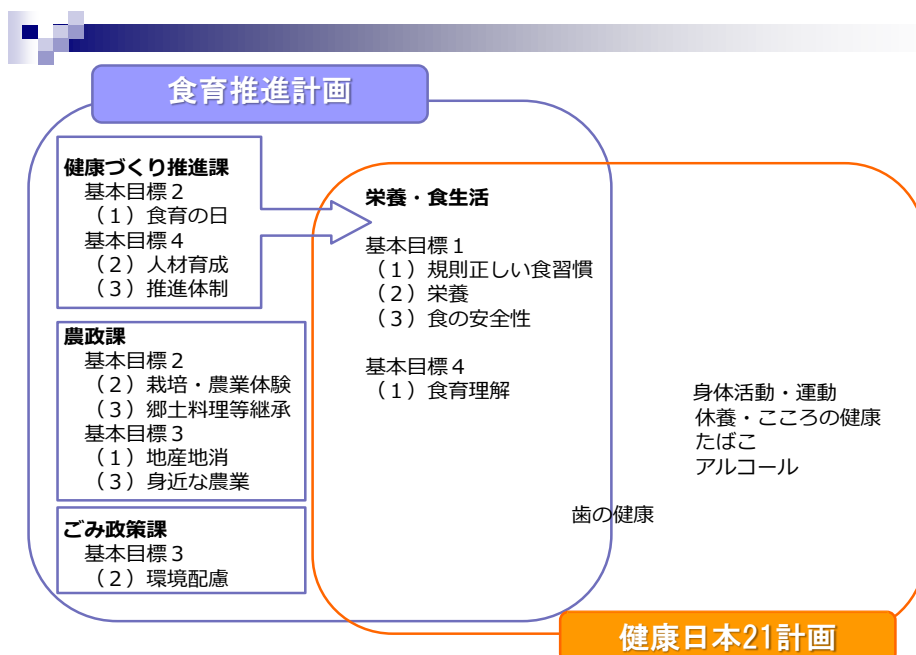 食育推進計画
健康づくり推進課
基本目標２
（１）食育の日
基本目標４
（２）人材育成
（３）推進体制
農政課
基本目標２
（２）栽培・農業体験
（３）郷土料理等継承
基本目標３
（１）地産地消
（３）身近な農業
ごみ政策課
基本目標３
（２）環境配慮
栄養・食生活
基本目標１
（１）規則正しい食習慣
（２）栄養
（３）食の安全性
基本目標４
（１）食育理解
歯の健康
身体活動・運動
休養・こころの健康
たばこ
アルコール
健康日本21計画